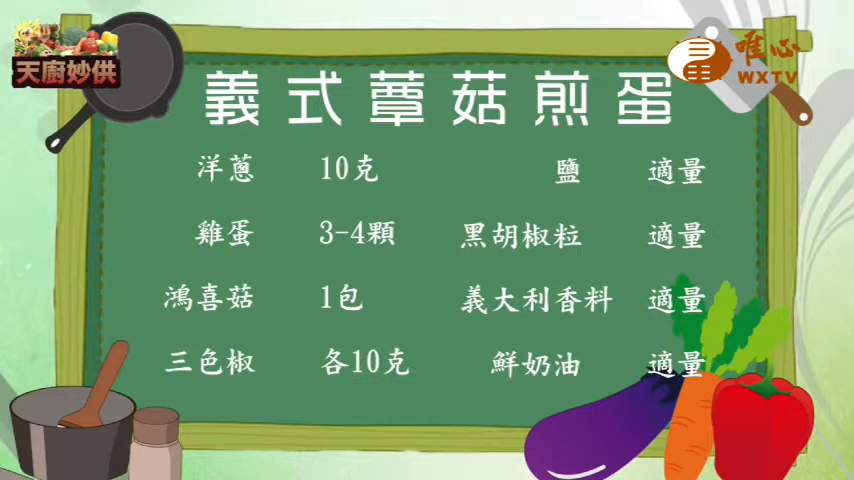 天廚妙供
唯心
WXTV
義式蕈菇煎蛋
洋蔥 10克 鹽 適量
雞蛋 3-4顆 黑胡椒粒 適量
鴻喜菇 1包 義大利香料 適量
三色椒 各10克 鮮奶油 適量